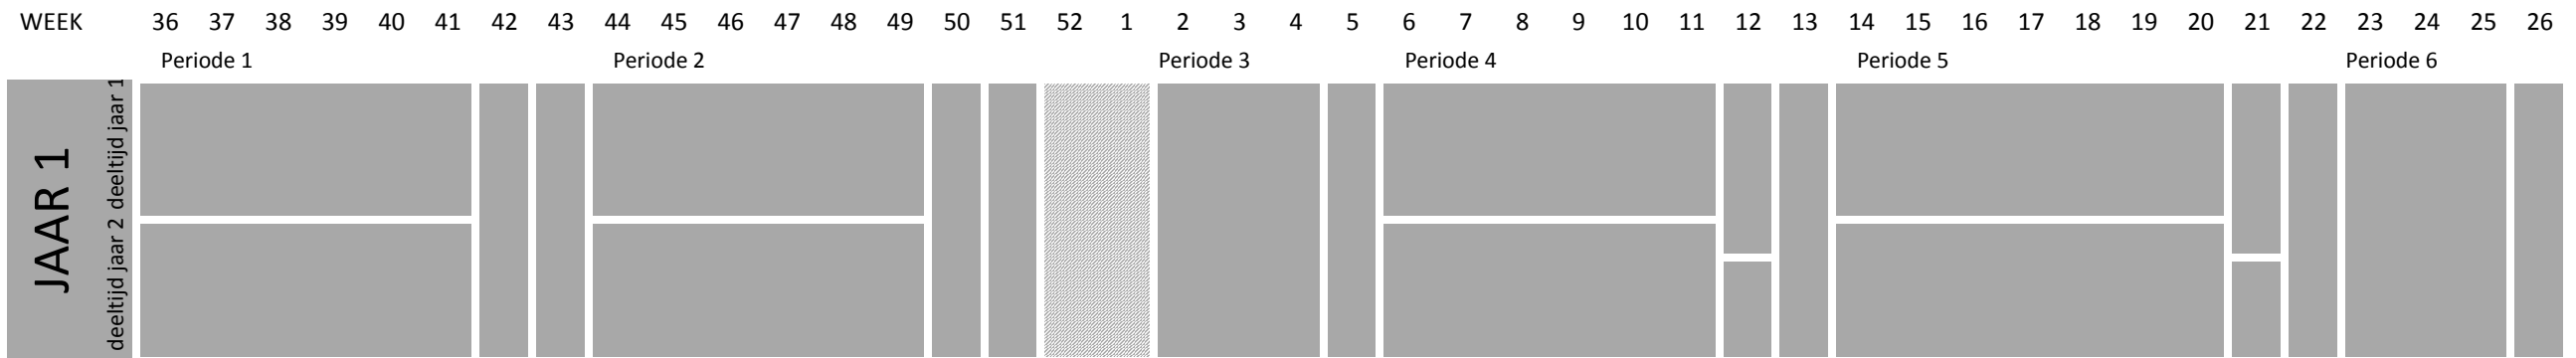 WEEK 36 37 38 39 40 41 42 43 44 45 46 47 48 49 50 51 52 1 2 3 4 5 6 7 8 9 10 11 12 13 14 15 16 17 18 19 20 21 22 23 24 25 26
Periode 1 Periode 2 Periode 3 Periode 4 Periode 5 Periode 6
JAAR 1
deeltijd jaar 1
deeltijd jaar 2